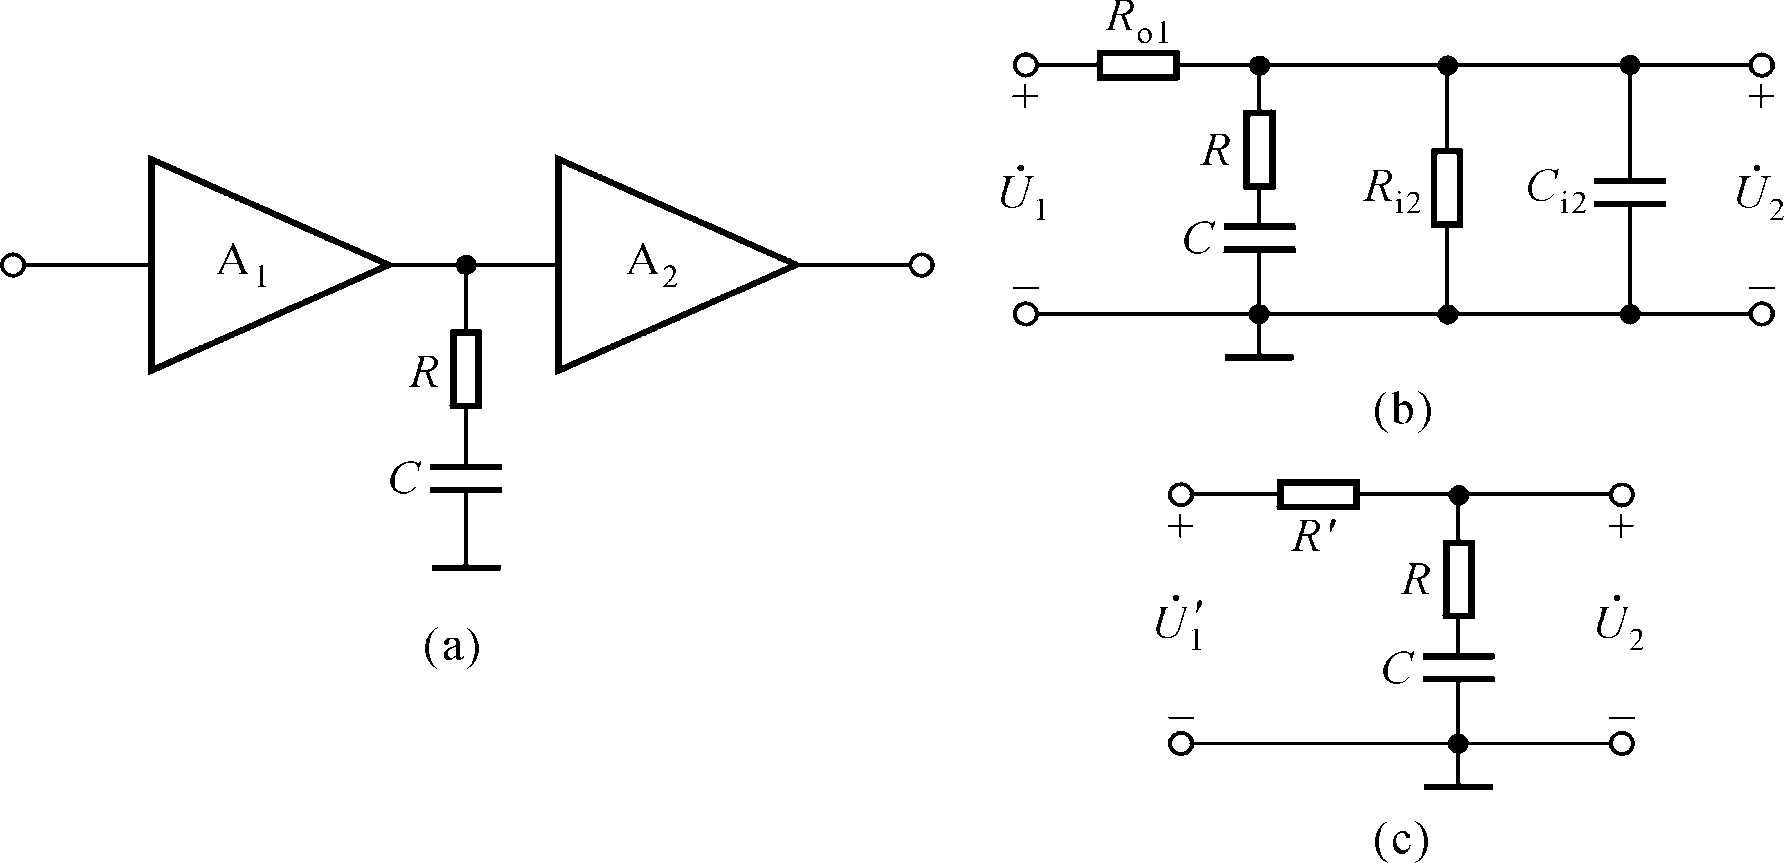 A₁ A₂
R
C
(a)
Rₒ₁
+ +
R
U̇₁ Rᵢ₂ Cᵢ₂ U̇₂
C
− −
(b)
+ R′ +
R
U̇₁′ U̇₂
C
− −
(c)